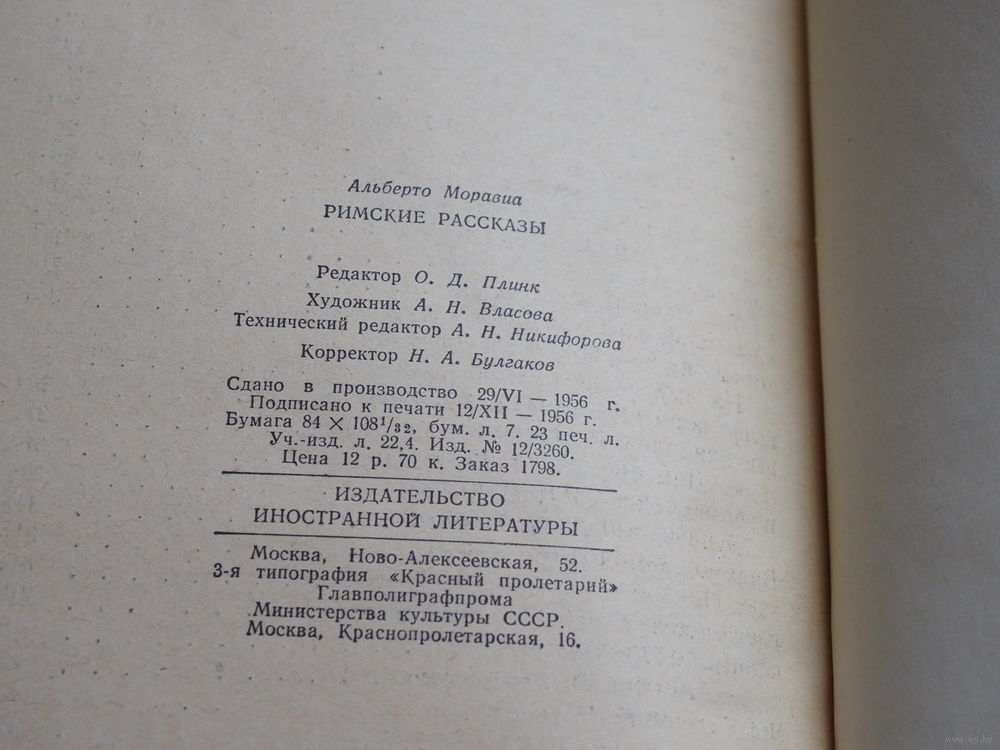 Альберто Моравиа
РИМСКИЕ РАССКАЗЫ
Редактор О. Д. Плинк
Художник А. Н. Власова
Технический редактор А. Н. Никифорова
Корректор Н. А. Булгаков
Сдано в производство 29/VI — 1956 г.
Подписано к печати 12/XII — 1956 г.
Бумага 84 × 108¹/₃₂, бум. л. 7. 23 печ. л.
Уч.-изд. л. 22,4. Изд. № 12/3260.
Цена 12 р. 70 к. Заказ 1798.
ИЗДАТЕЛЬСТВО
ИНОСТРАННОЙ ЛИТЕРАТУРЫ
Москва, Ново-Алексеевская, 52.
3-я типография «Красный пролетарий»
Главполиграфпрома
Министерства культуры СССР.
Москва, Краснопролетарская, 16.
www.ay.by